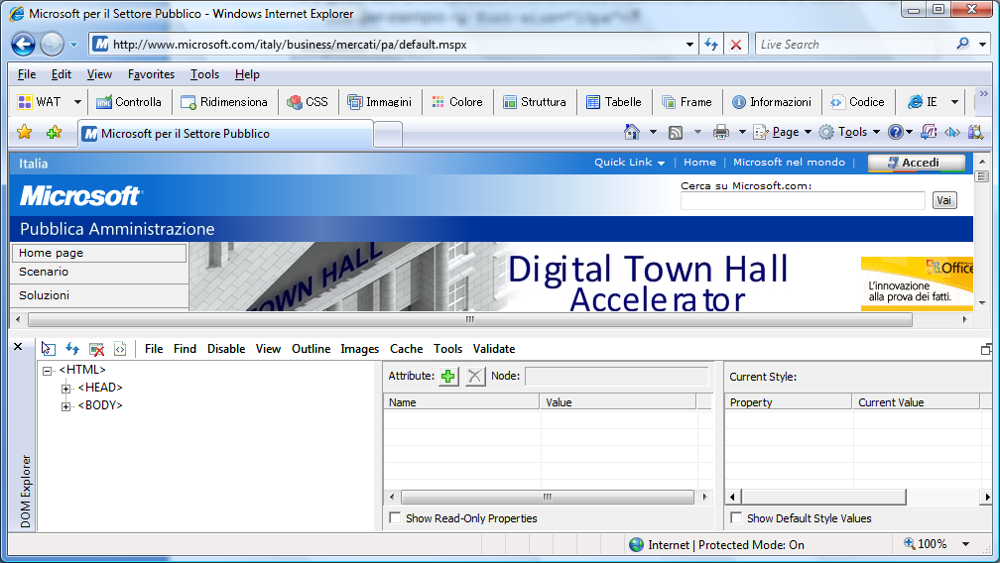 Microsoft per il Settore Pubblico - Windows Internet Explorer
http://www.microsoft.com/italy/business/mercati/pa/default.mspx
Live Search
File Edit View Favorites Tools Help
WAT Controlla Ridimensiona CSS Immagini Colore Struttura Tabelle Frame Informazioni Codice IE
Microsoft per il Settore Pubblico
Page Tools
Italia
Quick Link | Home | Microsoft nel mondo | Accedi
Microsoft
Cerca su Microsoft.com:
Vai
Pubblica Amministrazione
Home page
Scenario
Soluzioni
TOWN HALL
Digital Town Hall
Accelerator
Office
L'innovazione
alla prova dei fatti.
File Find Disable View Outline Images Cache Tools Validate
DOM Explorer
<HTML>
<HEAD>
<BODY>
Attribute: Node:
Name Value
Show Read-Only Properties
Current Style:
Property Current Value
Show Default Style Values
Internet | Protected Mode: On
100%